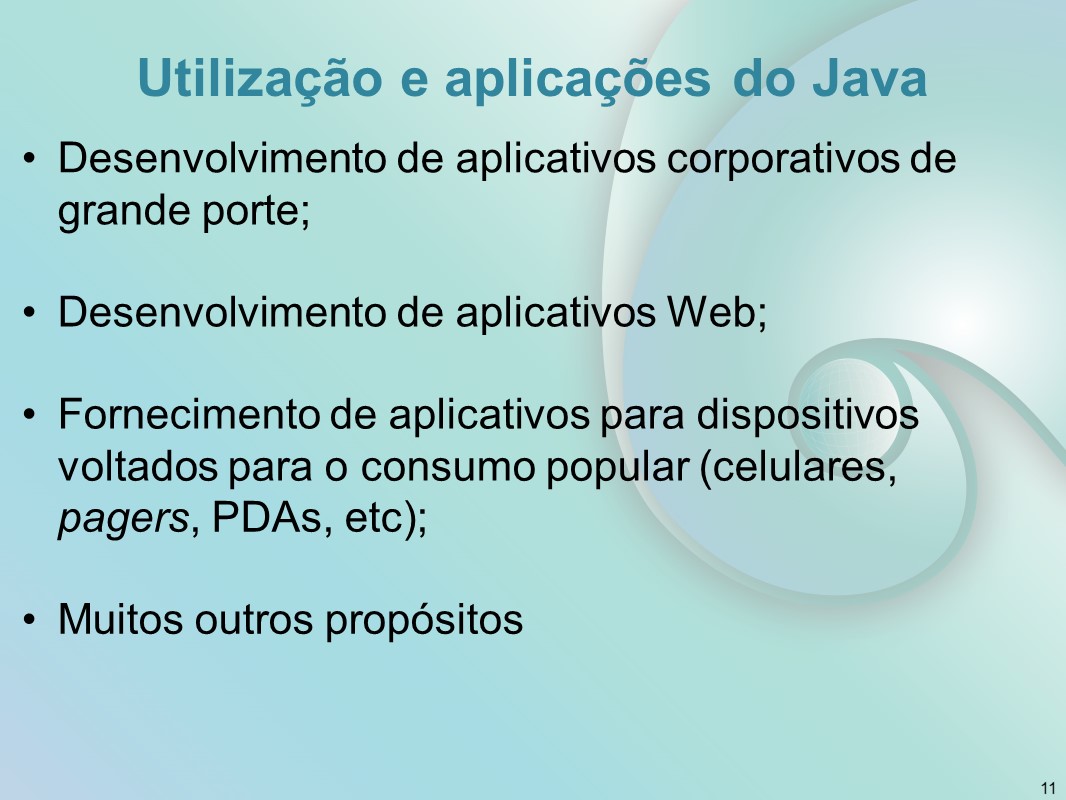 Utilização e aplicações do Java
• Desenvolvimento de aplicativos corporativos de
grande porte;
• Desenvolvimento de aplicativos Web;
• Fornecimento de aplicativos para dispositivos
voltados para o consumo popular (celulares,
pagers, PDAs, etc);
• Muitos outros propósitos
11